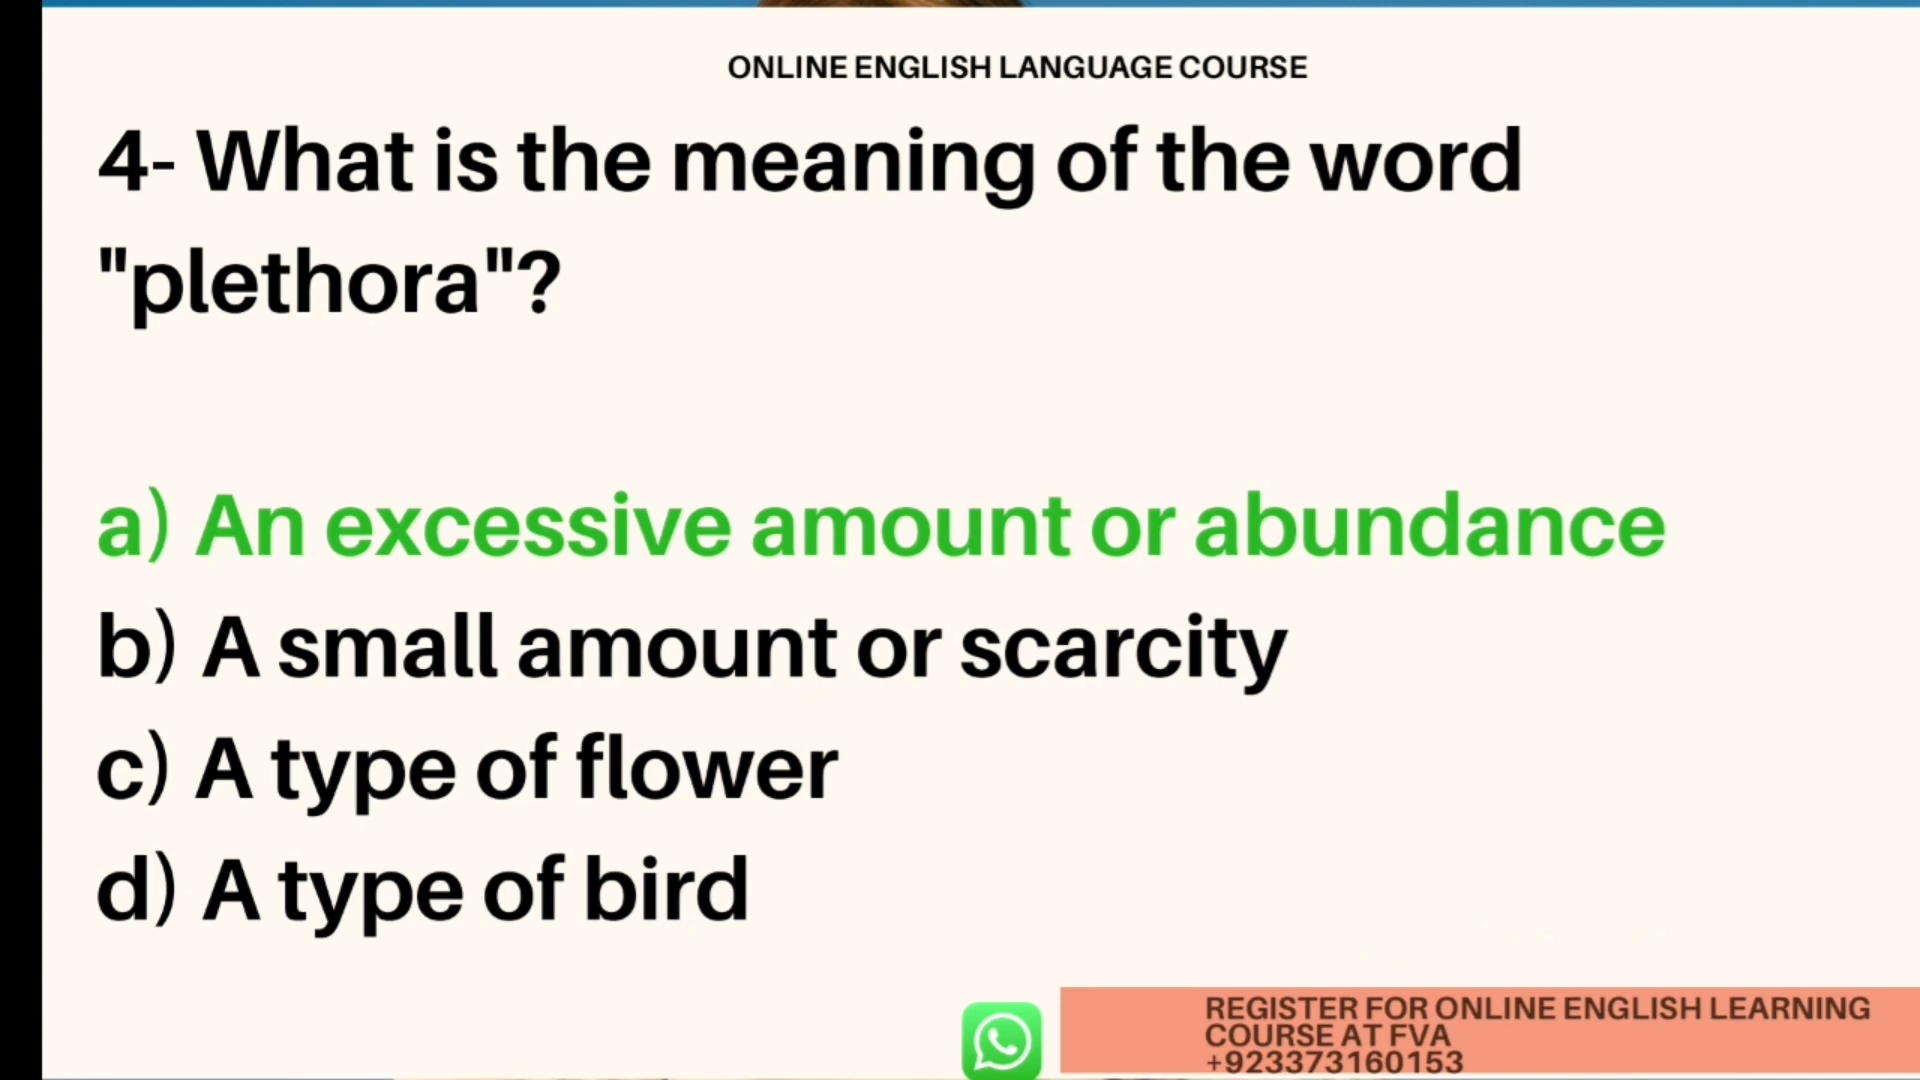 ONLINE ENGLISH LANGUAGE COURSE
4- What is the meaning of the word
"plethora"?
a) An excessive amount or abundance
b) A small amount or scarcity
c) A type of flower
d) A type of bird
REGISTER FOR ONLINE ENGLISH LEARNING
COURSE AT FVA
+923373160153